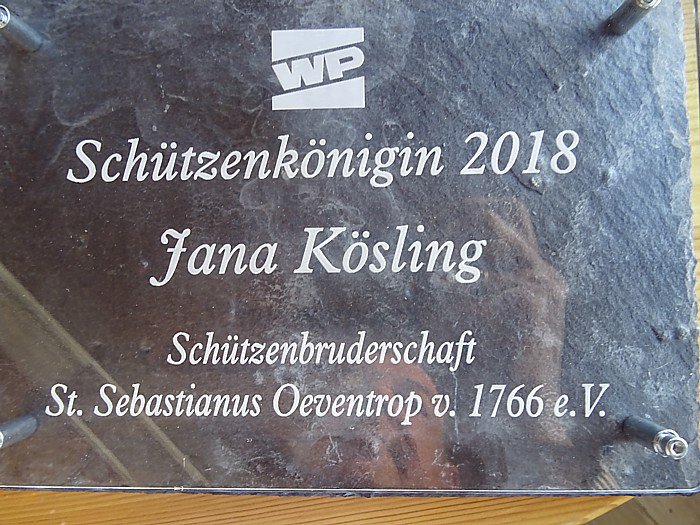 WP
Schützenkönigin 2018
Jana Kösling
Schützenbruderschaft
St. Sebastianus Oeventrop v. 1766 e.V.